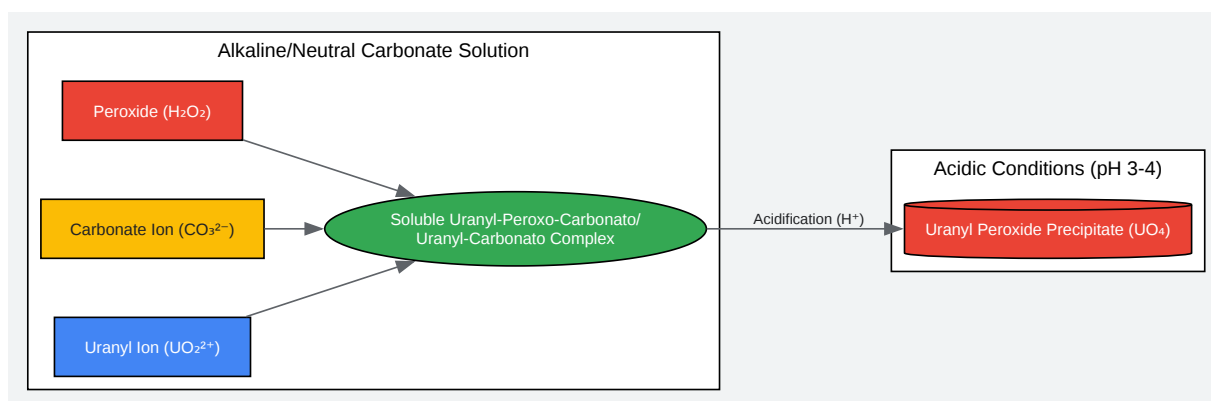 Alkaline/Neutral Carbonate Solution
Peroxide (H₂O₂)
Carbonate Ion (CO₃²⁻)
Uranyl Ion (UO₂²⁺)
Soluble Uranyl-Peroxo-Carbonato/
Uranyl-Carbonato Complex
Acidification (H⁺)
Acidic Conditions (pH 3-4)
Uranyl Peroxide Precipitate (UO₄)